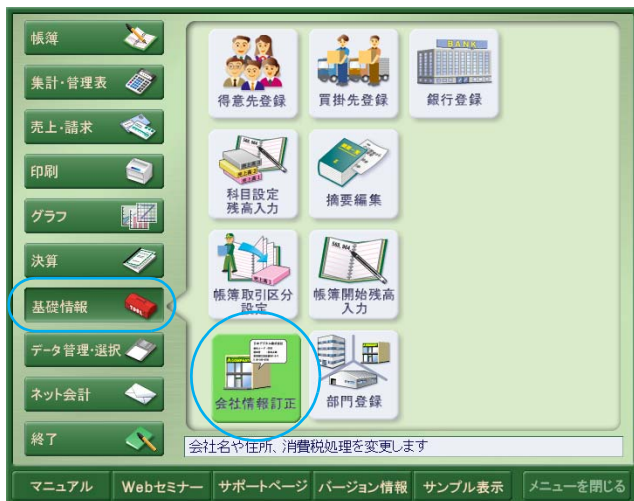 帳簿
集計・管理表
売上・請求
印刷
グラフ
決算
基礎情報
データ管理・選択
ネット会計
終了
得意先登録
買掛先登録
BANK
銀行登録
科目設定
残高入力
摘要編集
帳簿取引区分
設定
帳簿開始残高
入力
会社情報訂正
部門登録
会社名や住所、消費税処理を変更します
マニュアル
Webセミナー
サポートページ
バージョン情報
サンプル表示
メニューを閉じる